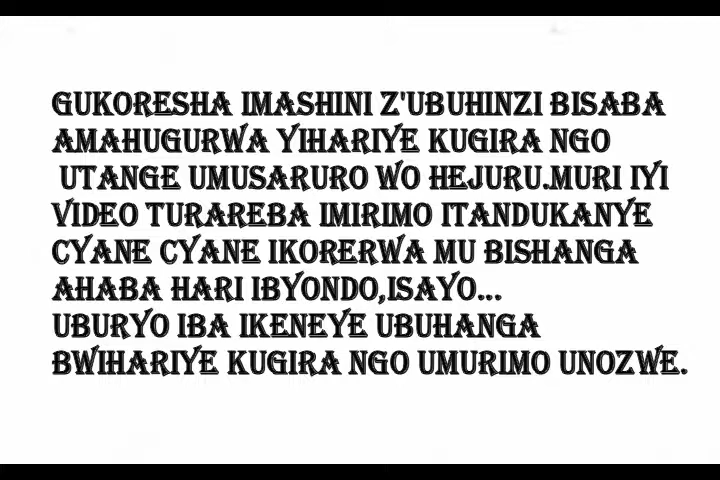 GUKORESHA IMASHINI Z'UBUHINZI BISABA
AMAHUGURWA YIHARIYE KUGIRA NGO
UTANGE UMUSARURO WO HEJURU.MURI IYI
VIDEO TURAREBA IMIRIMO ITANDUKANYE
CYANE CYANE IKORERWA MU BISHANGA
AHABA HARI IBYONDO,ISAYO...
UBURYO IBA IKENEYE UBUHANGA
BWIHARIYE KUGIRA NGO UMURIMO UNOZWE.